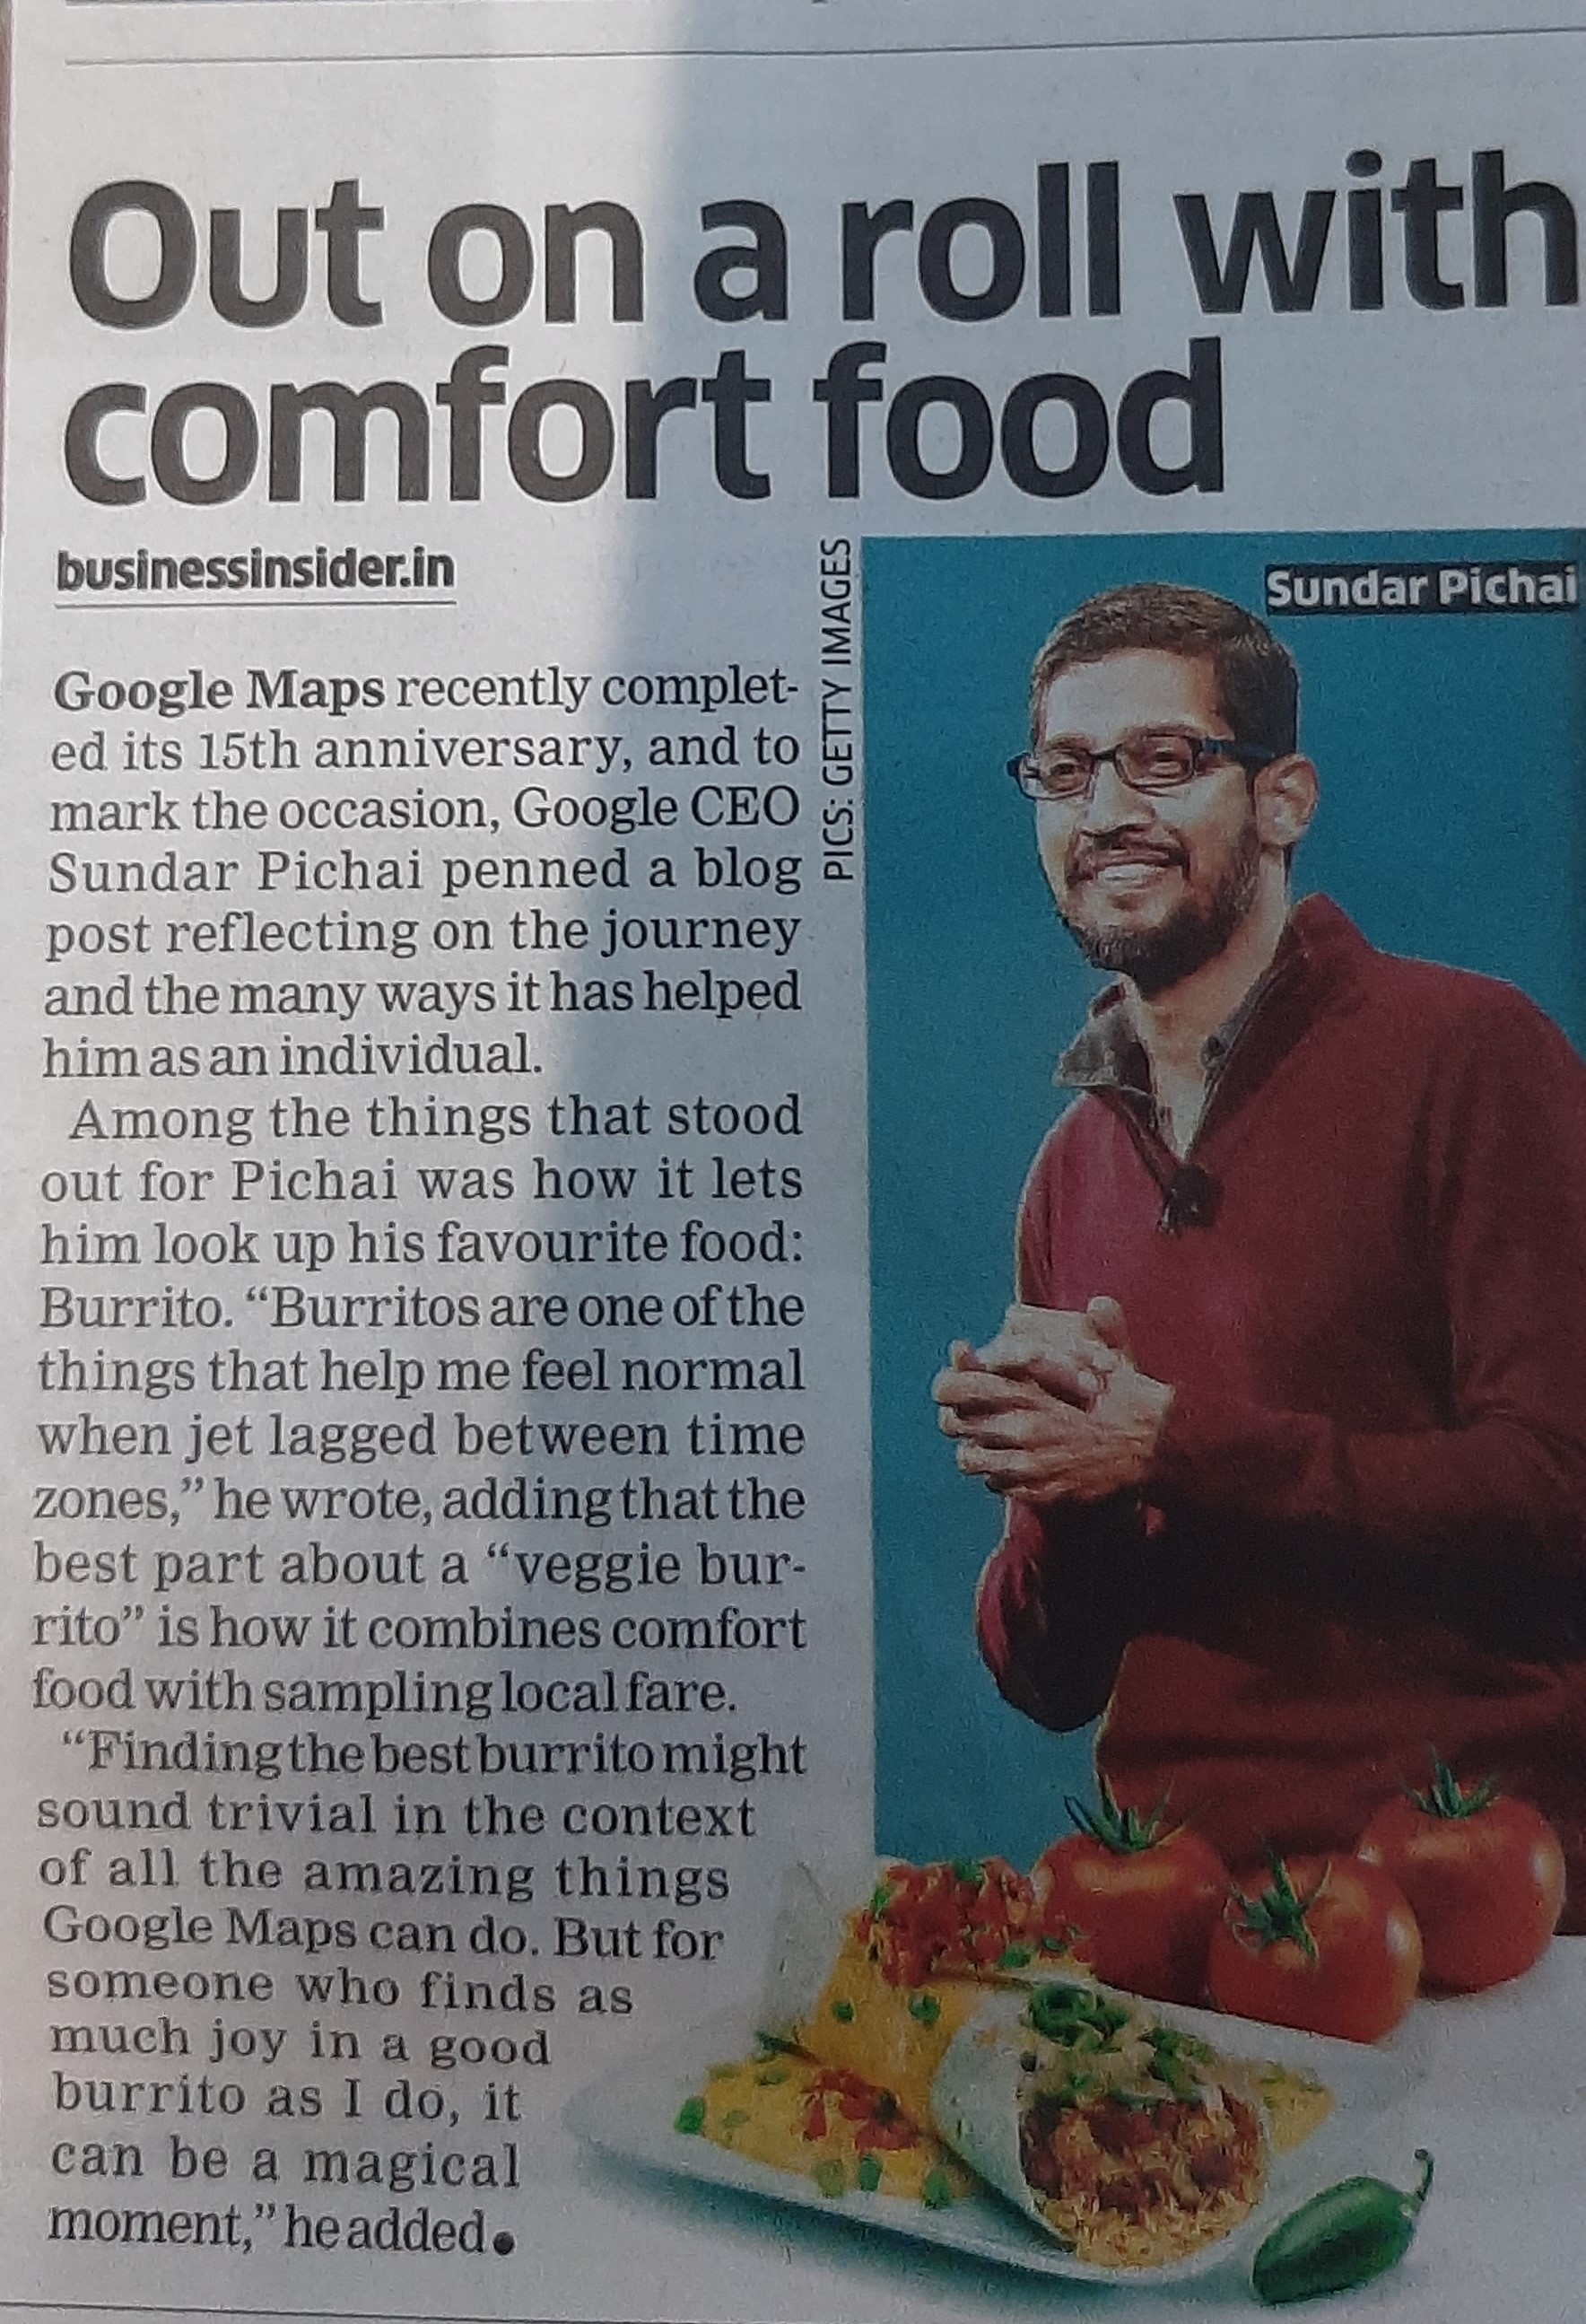 Out on a roll with
comfort food
businessinsider.in
PICS: GETTY IMAGES
Sundar Pichai
Google Maps recently complet-
ed its 15th anniversary, and to
mark the occasion, Google CEO
Sundar Pichai penned a blog
post reflecting on the journey
and the many ways it has helped
him as an individual.
Among the things that stood
out for Pichai was how it lets
him look up his favourite food:
Burrito. “Burritos are one of the
things that help me feel normal
when jet lagged between time
zones,” he wrote, adding that the
best part about a “veggie bur-
rito” is how it combines comfort
food with sampling local fare.
“Finding the best burrito might
sound trivial in the context
of all the amazing things
Google Maps can do. But for
someone who finds as
much joy in a good
burrito as I do, it
can be a magical
moment,” he added●